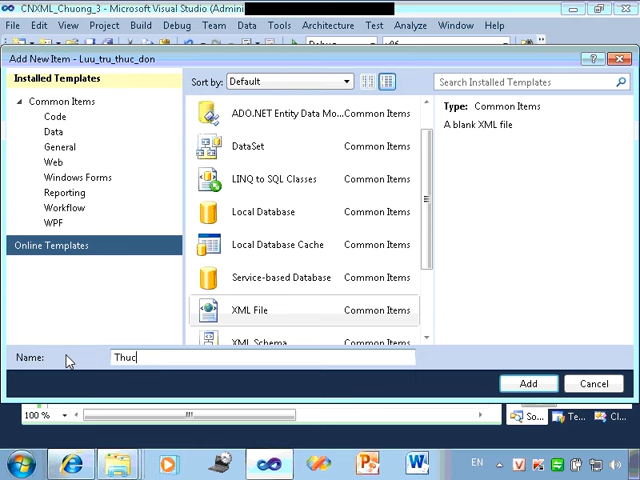 CNXML_Chuong_3 - Microsoft Visual Studio (Admini
File Edit View Project Build Debug Team Data Tools Architecture Test Analyze Window Help
Add New Item - Luu_tru_thuc_don
Installed Templates
Sort by: Default
Search Installed Templates
Common Items
Code
Data
General
Web
Windows Forms
Reporting
Workflow
WPF
Online Templates
ADO.NET Entity Data Mo... Common Items
DataSet Common Items
LINQ to SQL Classes Common Items
Local Database Common Items
Local Database Cache Common Items
Service-based Database Common Items
XML File Common Items
XML Schema Common Items
Type: Common Items
A blank XML file
Name: Thuc
Add Cancel
100 % So... Te... Cl...
EN